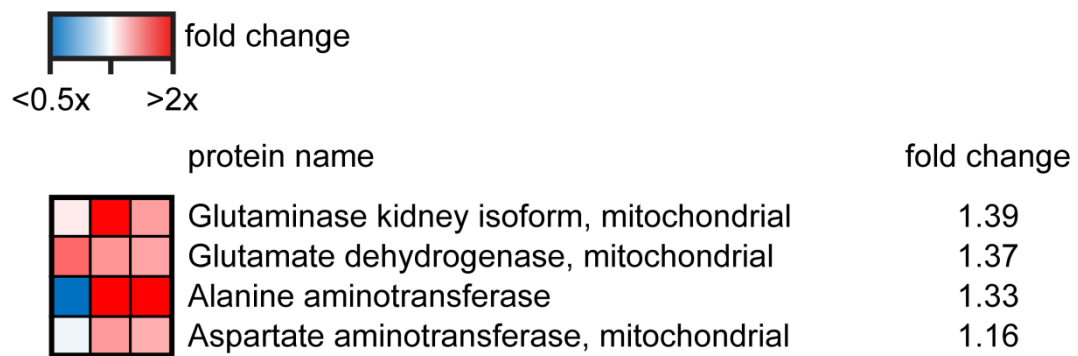 fold change
<0.5x >2x
protein name fold change
Glutaminase kidney isoform, mitochondrial 1.39
Glutamate dehydrogenase, mitochondrial 1.37
Alanine aminotransferase 1.33
Aspartate aminotransferase, mitochondrial 1.16